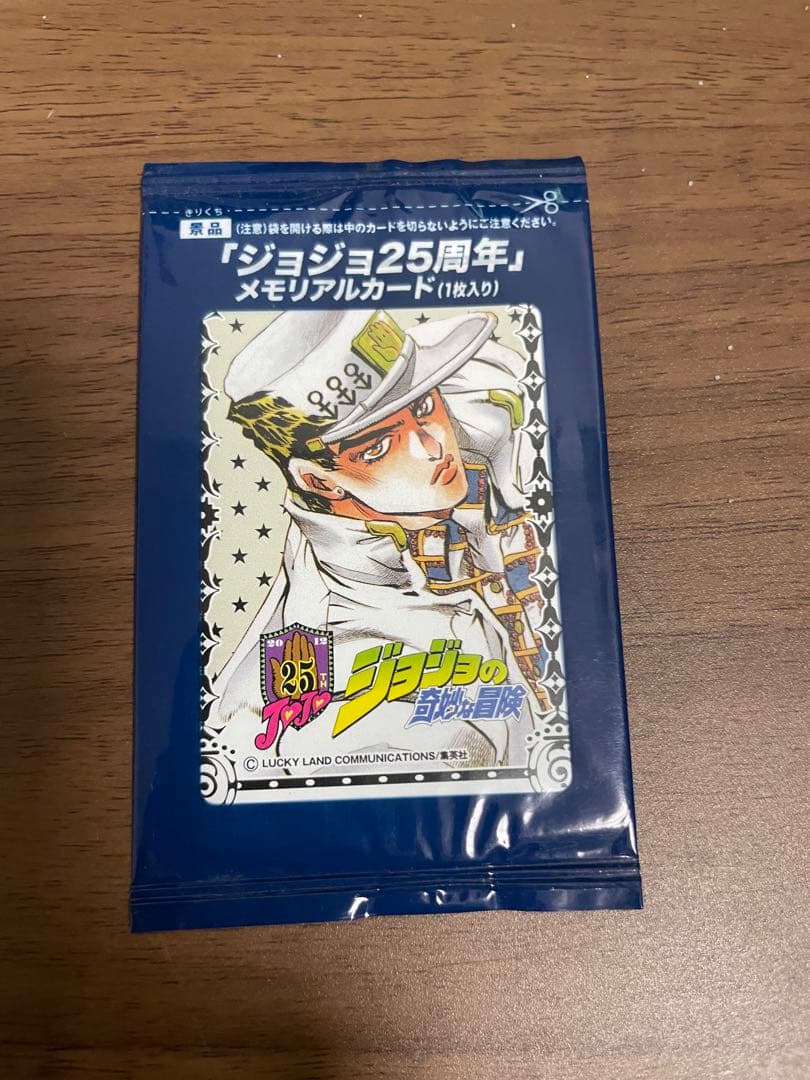 きりくち
景品 (注意)袋を開ける際は中のカードを切らないようにご注意ください。
「ジョジョ25周年」
メモリアルカード(1枚入り)
2012
25TH
JOJO
ジョジョの
奇妙な冒険
© LUCKY LAND COMMUNICATIONS/集英社